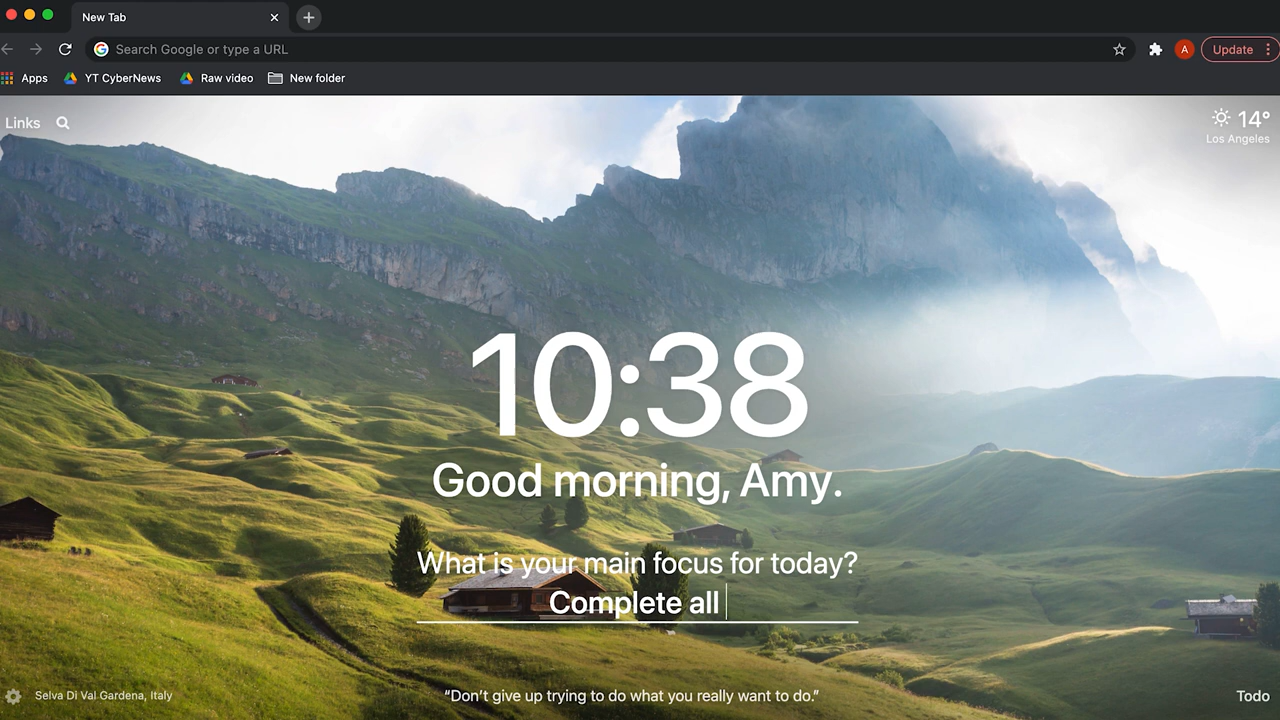 New Tab
Search Google or type a URL
A
Update
Apps
YT CyberNews
Raw video
New folder
Links
14°
Los Angeles
10:38
Good morning, Amy.
What is your main focus for today?
Complete all
Selva Di Val Gardena, Italy
“Don’t give up trying to do what you really want to do.”
Todo